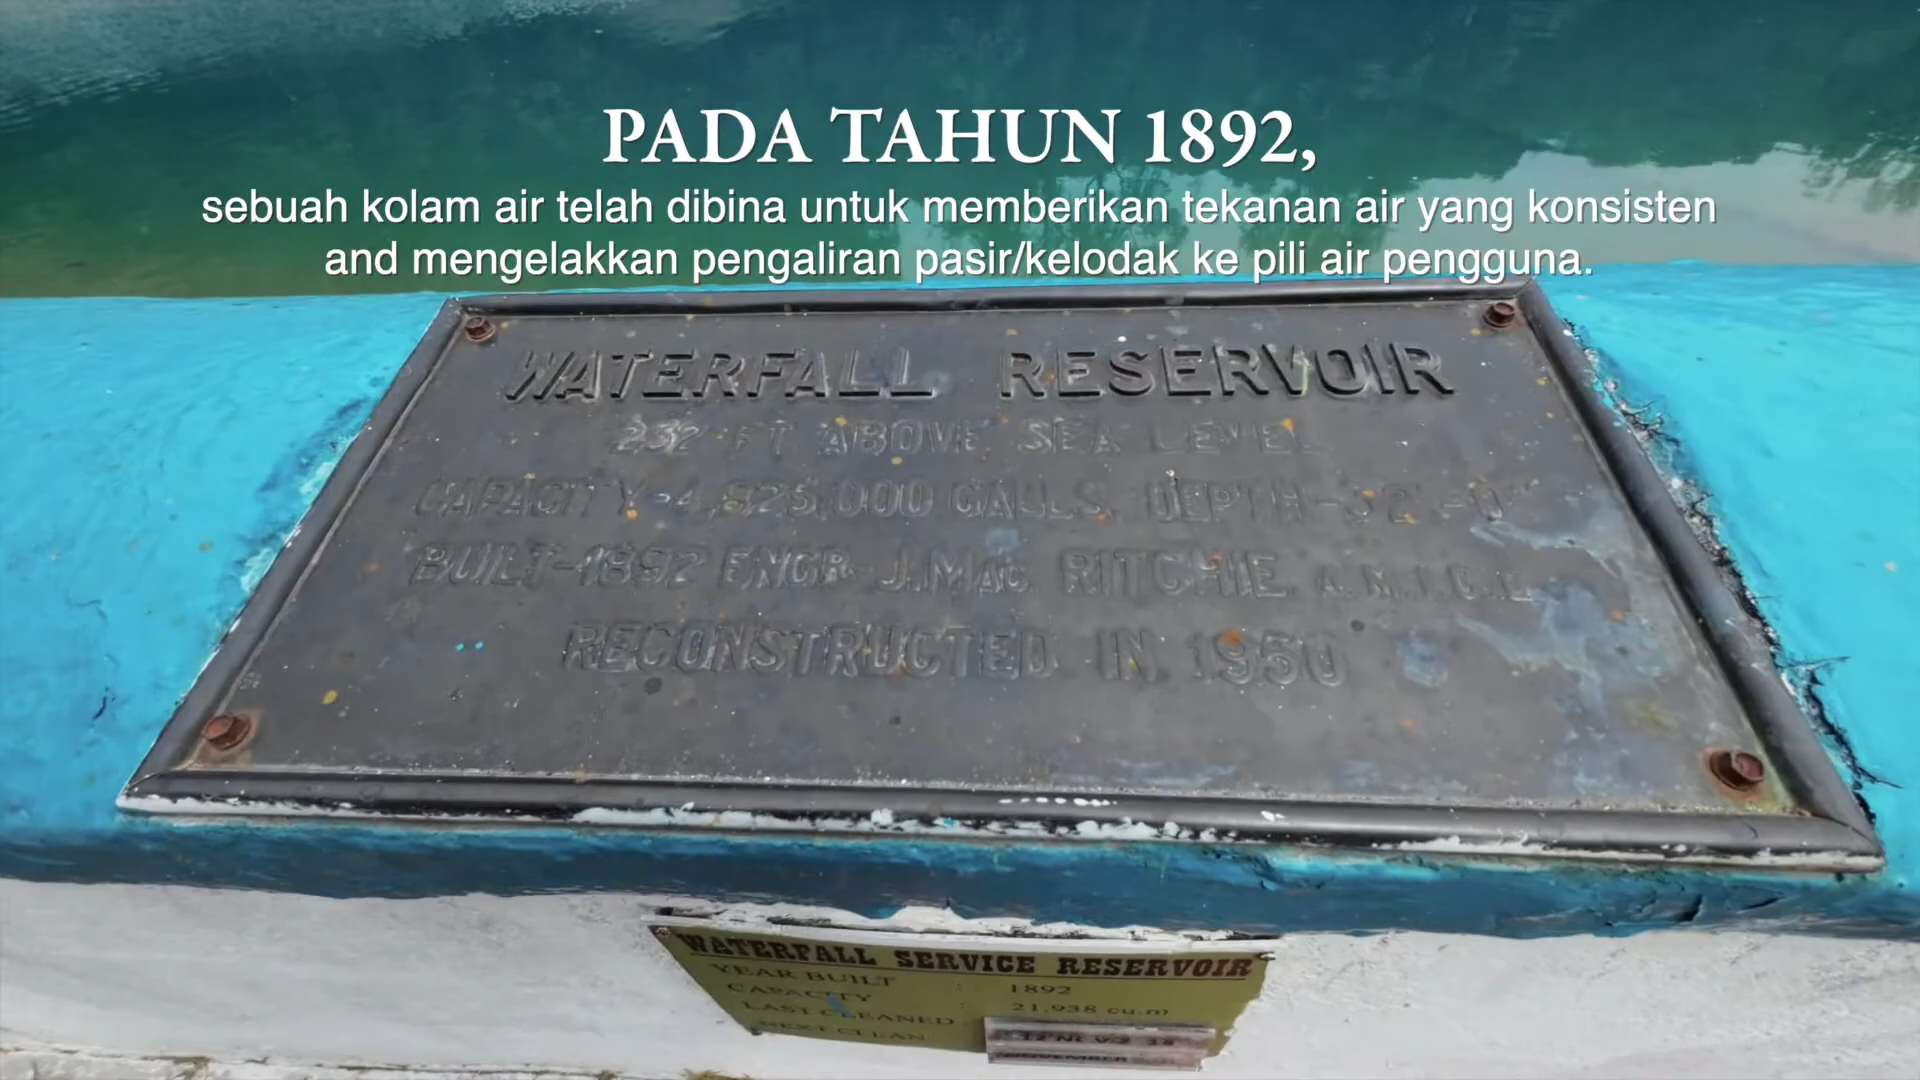 PADA TAHUN 1892,
sebuah kolam air telah dibina untuk memberikan tekanan air yang konsisten
and mengelakkan pengaliran pasir/kelodak ke pili air pengguna.
WATERFALL RESERVOIR
232 FT ABOVE SEA LEVEL
CAPACITY-4,825,000 GALLS. DEPTH-32'-0"
BUILT-1892 ENGR. J. MAC RITCHIE, A.M.I.C.E.
RECONSTRUCTED IN 1950
WATERFALL SERVICE RESERVOIR
YEAR BUILT : 1892
CAPACITY : 21,938 cu.m
LAST CLEANED
NEXT CLEAN NOVEMBER